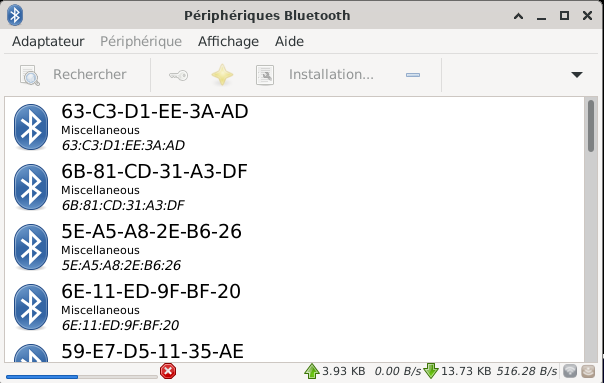 Périphériques Bluetooth
Adaptateur Périphérique Affichage Aide
Rechercher Installation...
63-C3-D1-EE-3A-AD
Miscellaneous
63:C3:D1:EE:3A:AD
6B-81-CD-31-A3-DF
Miscellaneous
6B:81:CD:31:A3:DF
5E-A5-A8-2E-B6-26
Miscellaneous
5E:A5:A8:2E:B6:26
6E-11-ED-9F-BF-20
Miscellaneous
6E:11:ED:9F:BF:20
59-E7-D5-11-35-AE
3.93 KB 0.00 B/s 13.73 KB 516.28 B/s